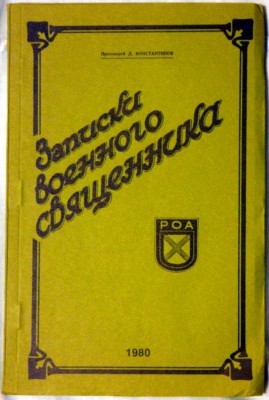 Протоиерей Д. КОНСТАНТИНОВ
Записки
военного
священника
РОА
1980